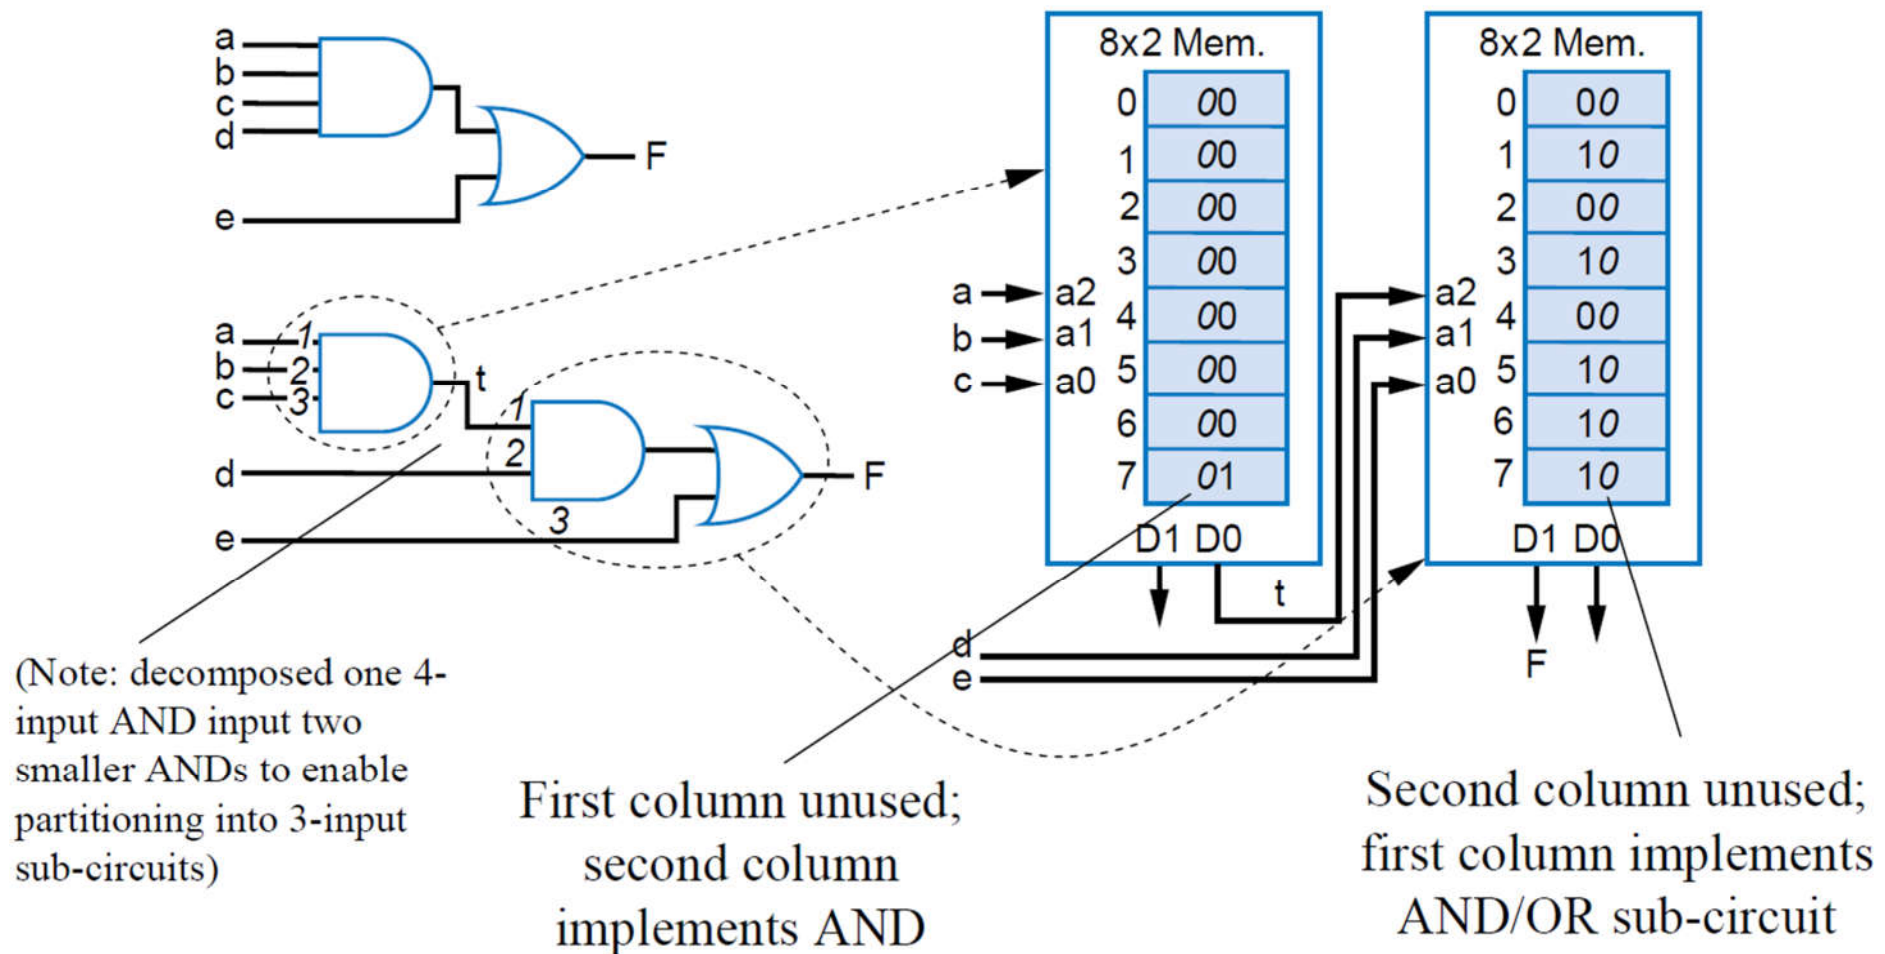 a
b
c
d
e
F
a 1
b 2
c 3
t
1
2
d
3
e
F
(Note: decomposed one 4-
input AND input two
smaller ANDs to enable
partitioning into 3-input
sub-circuits)
8x2 Mem.
0 00
1 00
2 00
3 00
4 00
5 00
6 00
7 01
a a2
b a1
c a0
D1 D0
t
d
e
8x2 Mem.
0 00
1 10
2 00
3 10
4 00
5 10
6 10
7 10
a2
a1
a0
D1 D0
F
First column unused;
second column
implements AND
Second column unused;
first column implements
AND/OR sub-circuit